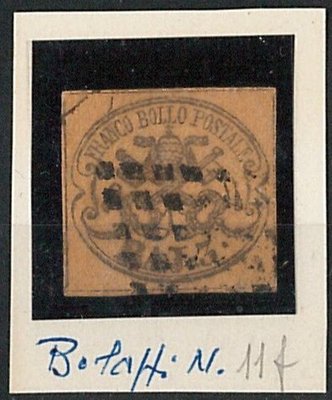 FRANCO BOLLO POSTALE
Bolaffi N. 11f